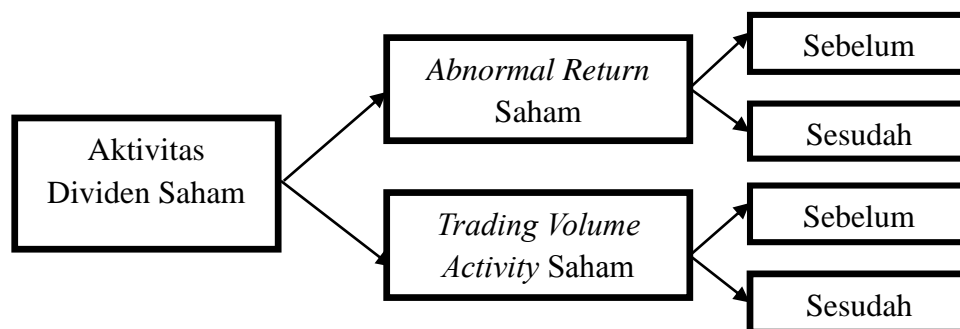 Aktivitas
Dividen Saham
Abnormal Return
Saham
Sebelum
Sesudah
Trading Volume
Activity Saham
Sebelum
Sesudah